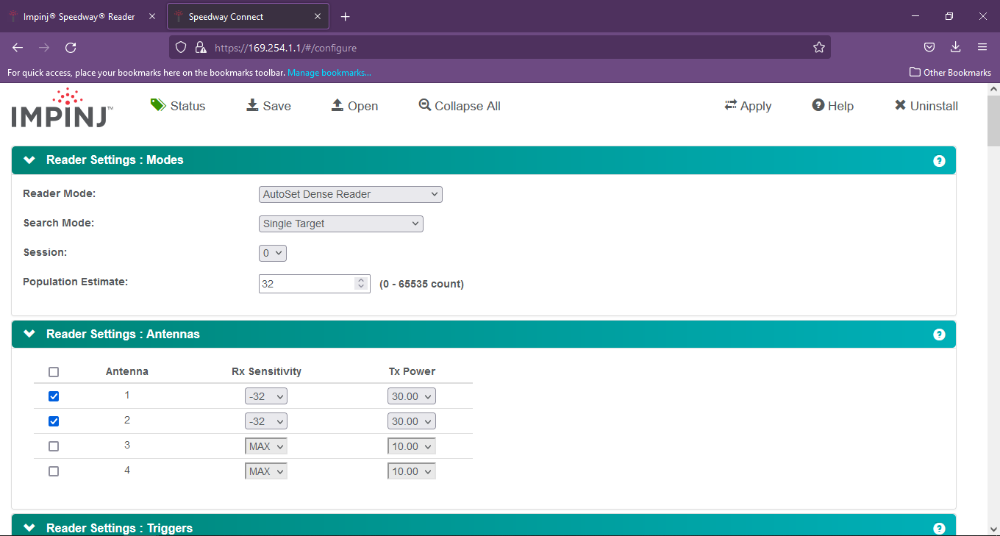 Impinj® Speedway® Reader
Speedway Connect
https://169.254.1.1/#/configure
For quick access, place your bookmarks here on the bookmarks toolbar. Manage bookmarks...
Other Bookmarks
IMPINJ™
Status
Save
Open
Collapse All
Apply
Help
Uninstall
Reader Settings : Modes
Reader Mode:
AutoSet Dense Reader
Search Mode:
Single Target
Session:
0
Population Estimate:
32
(0 - 65535 count)
Reader Settings : Antennas
Antenna Rx Sensitivity Tx Power
1 -32 30.00
2 -32 30.00
3 MAX 10.00
4 MAX 10.00
Reader Settings : Triggers